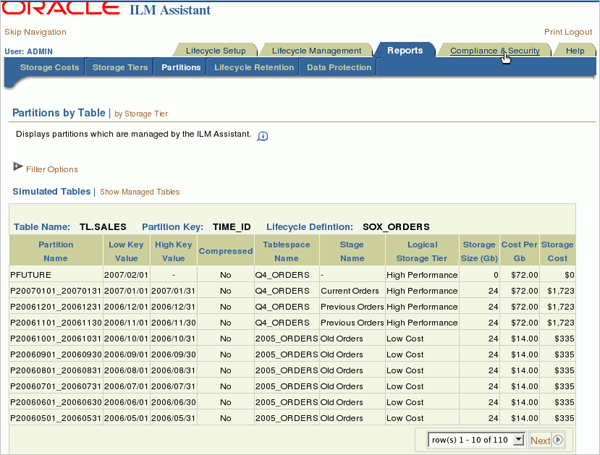 ORACLE ILM Assistant
Skip Navigation Print Logout
User: ADMIN
Lifecycle Setup Lifecycle Management Reports Compliance & Security Help
Storage Costs Storage Tiers Partitions Lifecycle Retention Data Protection
Partitions by Table | by Storage Tier
Displays partitions which are managed by the ILM Assistant.
Filter Options
Simulated Tables | Show Managed Tables
Table Name: TL.SALES Partition Key: TIME_ID Lifecycle Defintion: SOX_ORDERS
Partition Name Low Key Value High Key Value Compressed Tablespace Name Stage Name Logical Storage Tier Storage Size (Gb) Cost Per Gb Storage Cost
PFUTURE 2007/02/01 - No Q4_ORDERS - High Performance 0 $72.00 $0
P20070101_20070131 2007/01/01 2007/01/31 No Q4_ORDERS Current Orders High Performance 24 $72.00 $1,723
P20061201_20061231 2006/12/01 2006/12/31 No Q4_ORDERS Previous Orders High Performance 24 $72.00 $1,723
P20061101_20061130 2006/11/01 2006/11/30 No Q4_ORDERS Previous Orders High Performance 24 $72.00 $1,723
P20061001_20061031 2006/10/01 2006/10/31 No 2005_ORDERS Old Orders Low Cost 24 $14.00 $335
P20060901_20060930 2006/09/01 2006/09/30 No 2005_ORDERS Old Orders Low Cost 24 $14.00 $335
P20060801_20060831 2006/08/01 2006/08/31 No 2005_ORDERS Old Orders Low Cost 24 $14.00 $335
P20060701_20060731 2006/07/01 2006/07/31 No 2005_ORDERS Old Orders Low Cost 24 $14.00 $335
P20060601_20060630 2006/06/01 2006/06/30 No 2005_ORDERS Old Orders Low Cost 24 $14.00 $335
P20060501_20060531 2006/05/01 2006/05/31 No 2005_ORDERS Old Orders Low Cost 24 $14.00 $335
row(s) 1 - 10 of 110 Next